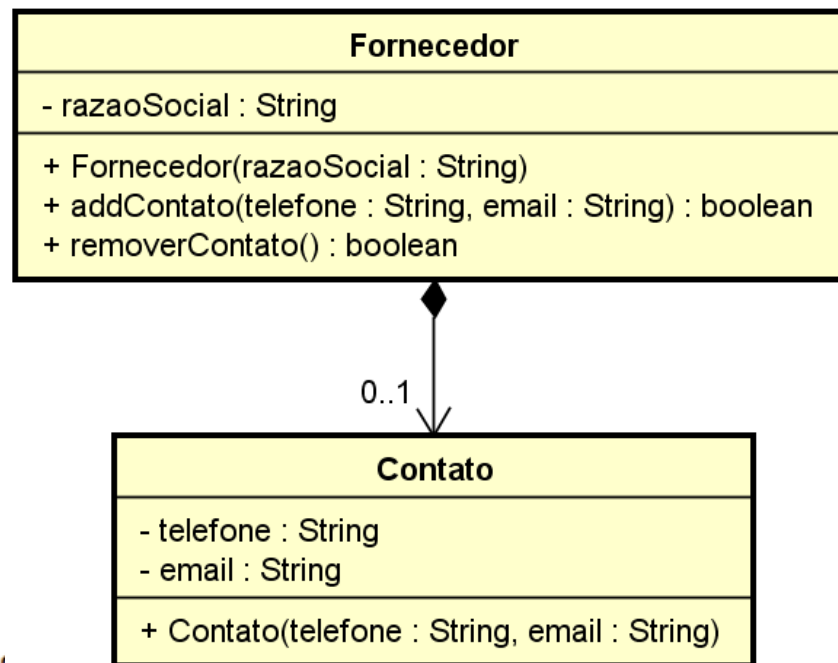 Fornecedor
- razaoSocial : String
+ Fornecedor(razaoSocial : String)
+ addContato(telefone : String, email : String) : boolean
+ removerContato() : boolean
0..1
Contato
- telefone : String
- email : String
+ Contato(telefone : String, email : String)